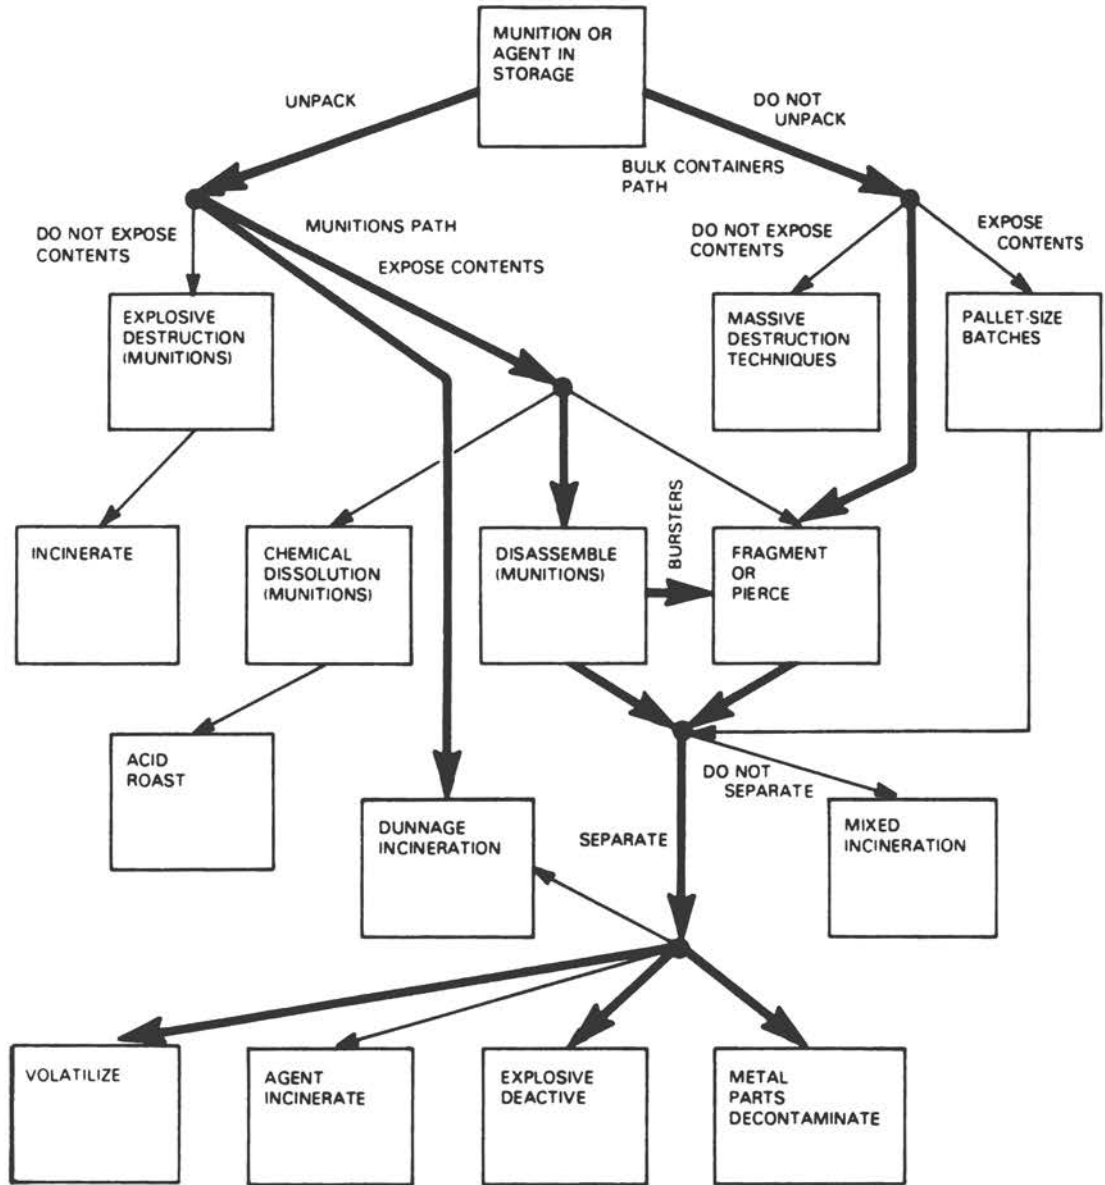 MUNITION OR
AGENT IN
STORAGE
UNPACK
DO NOT
UNPACK
BULK CONTAINERS
PATH
MUNITIONS PATH
DO NOT EXPOSE
CONTENTS
EXPOSE CONTENTS
DO NOT EXPOSE
CONTENTS
EXPOSE
CONTENTS
EXPLOSIVE
DESTRUCTION
(MUNITIONS)
MASSIVE
DESTRUCTION
TECHNIQUES
PALLET-SIZE
BATCHES
INCINERATE
CHEMICAL
DISSOLUTION
(MUNITIONS)
DISASSEMBLE
(MUNITIONS)
BURSTERS
FRAGMENT
OR
PIERCE
ACID
ROAST
DUNNAGE
INCINERATION
SEPARATE
DO NOT
SEPARATE
MIXED
INCINERATION
VOLATILIZE
AGENT
INCINERATE
EXPLOSIVE
DEACTIVE
METAL
PARTS
DECONTAMINATE